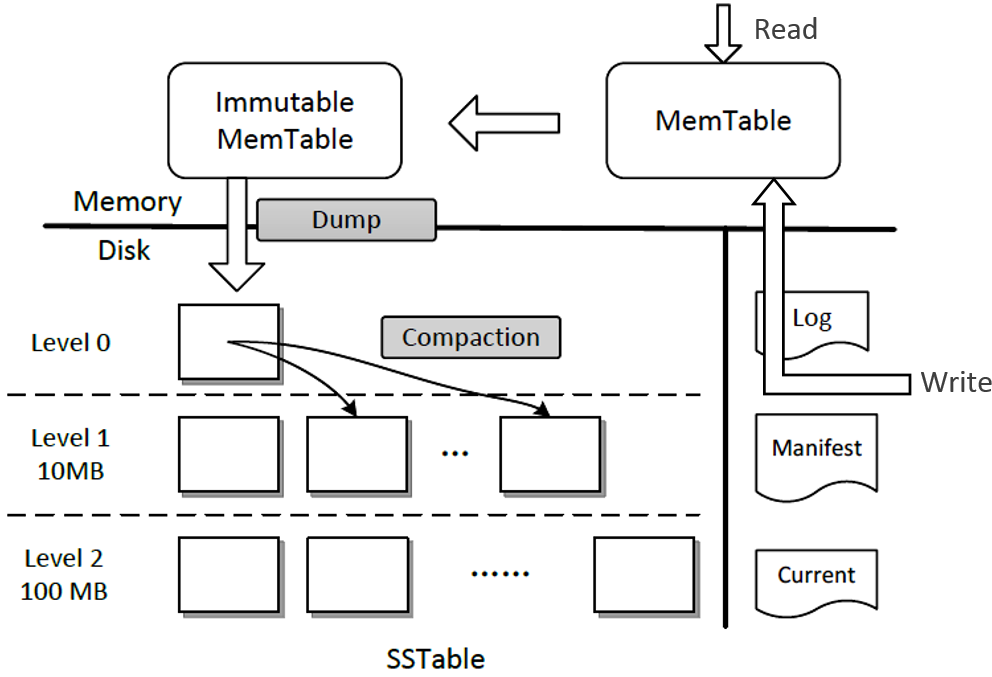 Read
Immutable
MemTable
MemTable
Memory
Dump
Disk
Level 0
Compaction
Log
Write
Level 1
10MB
...
Manifest
Level 2
100 MB
......
Current
SSTable